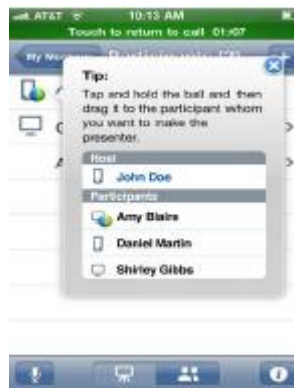 AT&T 10:13 AM
Touch to return to call 01:07
My
Tip:
Tap and hold the ball and then
drag it to the participant whom
you want to make the
presenter.
Host
John Doe
Participants
Amy Blaire
Daniel Martin
Shirley Gibbs